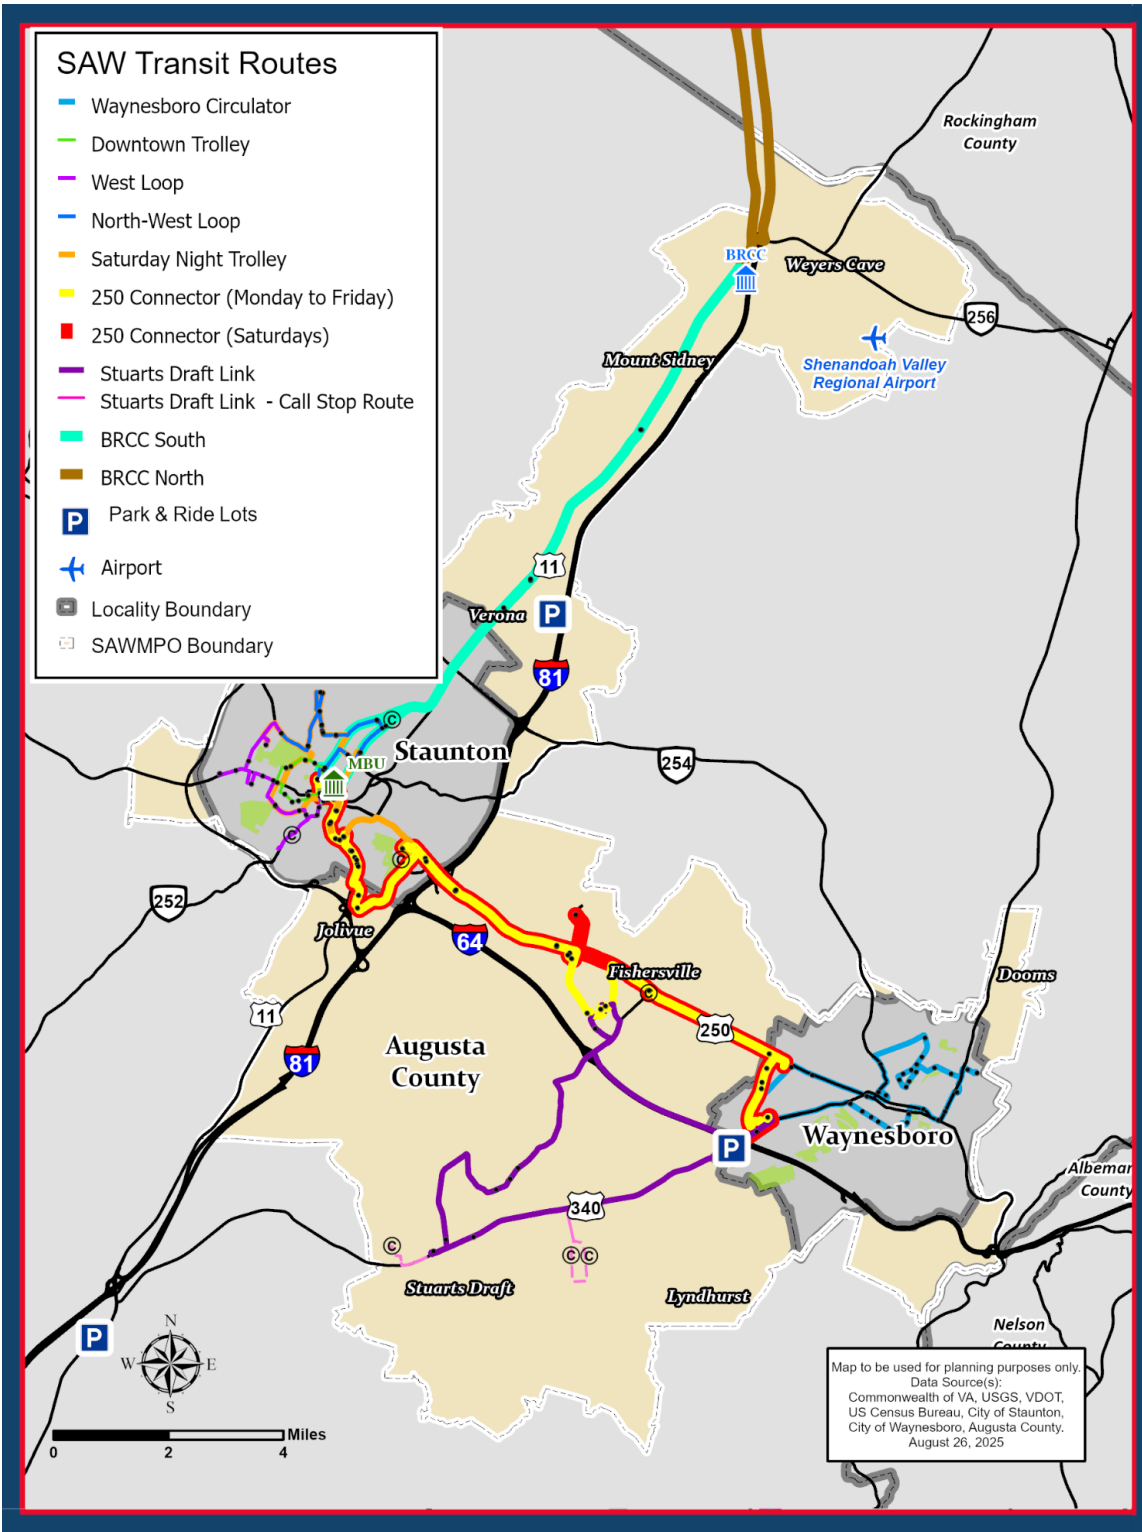 SAW Transit Routes
Waynesboro Circulator
Downtown Trolley
West Loop
North-West Loop
Saturday Night Trolley
250 Connector (Monday to Friday)
250 Connector (Saturdays)
Stuarts Draft Link
Stuarts Draft Link - Call Stop Route
BRCC South
BRCC North
P Park & Ride Lots
Airport
Locality Boundary
SAWMPO Boundary
Rockingham
County
BRCC
Weyers Cave
256
Mount Sidney
Shenandoah Valley
Regional Airport
11
Verona
P
81
C
Staunton
254
MBU
C
C
252
Jolivue
64
Fishersville
Dooms
C
11
250
Augusta
County
81
Waynesboro
P
Albemar
County
340
C
C C
Stuarts Draft
Lyndhurst
P
N
W E
S
Nelson
County
Miles
0 2 4
Map to be used for planning purposes only.
Data Source(s):
Commonwealth of VA, USGS, VDOT,
US Census Bureau, City of Staunton,
City of Waynesboro, Augusta County.
August 26, 2025